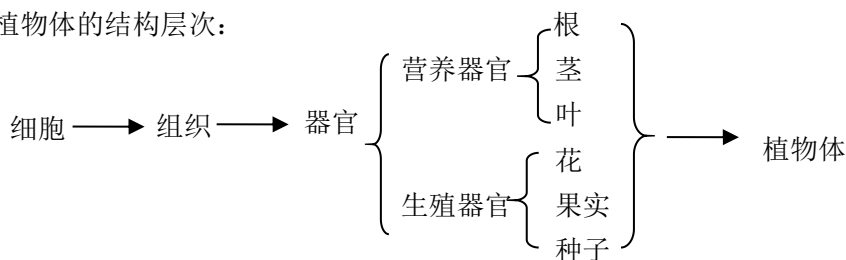 植物体的结构层次：
根
营养器官 茎
叶
细胞 组织 器官
花
植物体
生殖器官 果实
种子